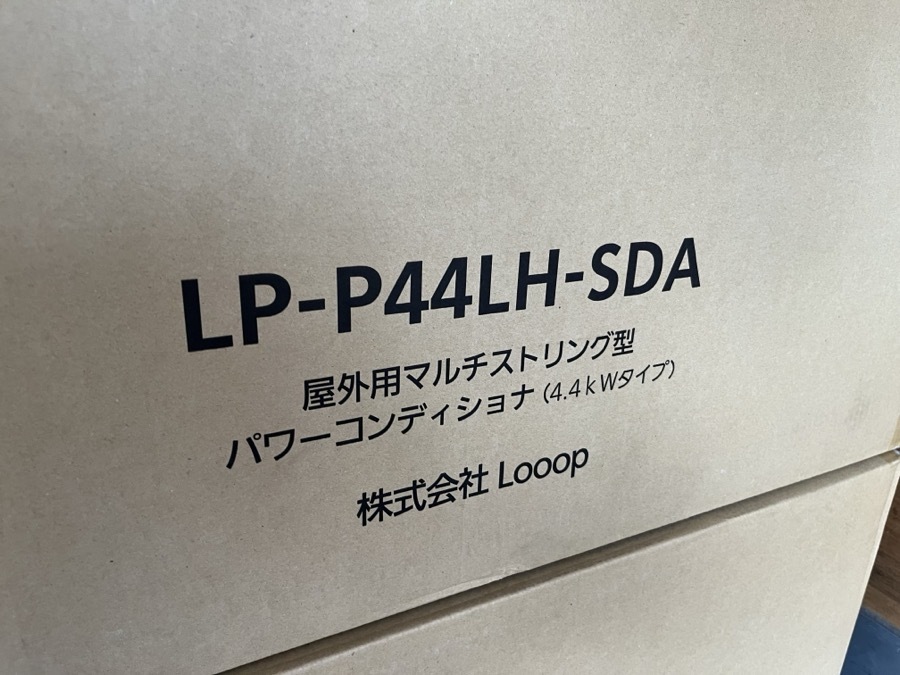 LP-P44LH-SDA
屋外用マルチストリング型
パワーコンディショナ（4.4ｋWタイプ）
株式会社 Looop